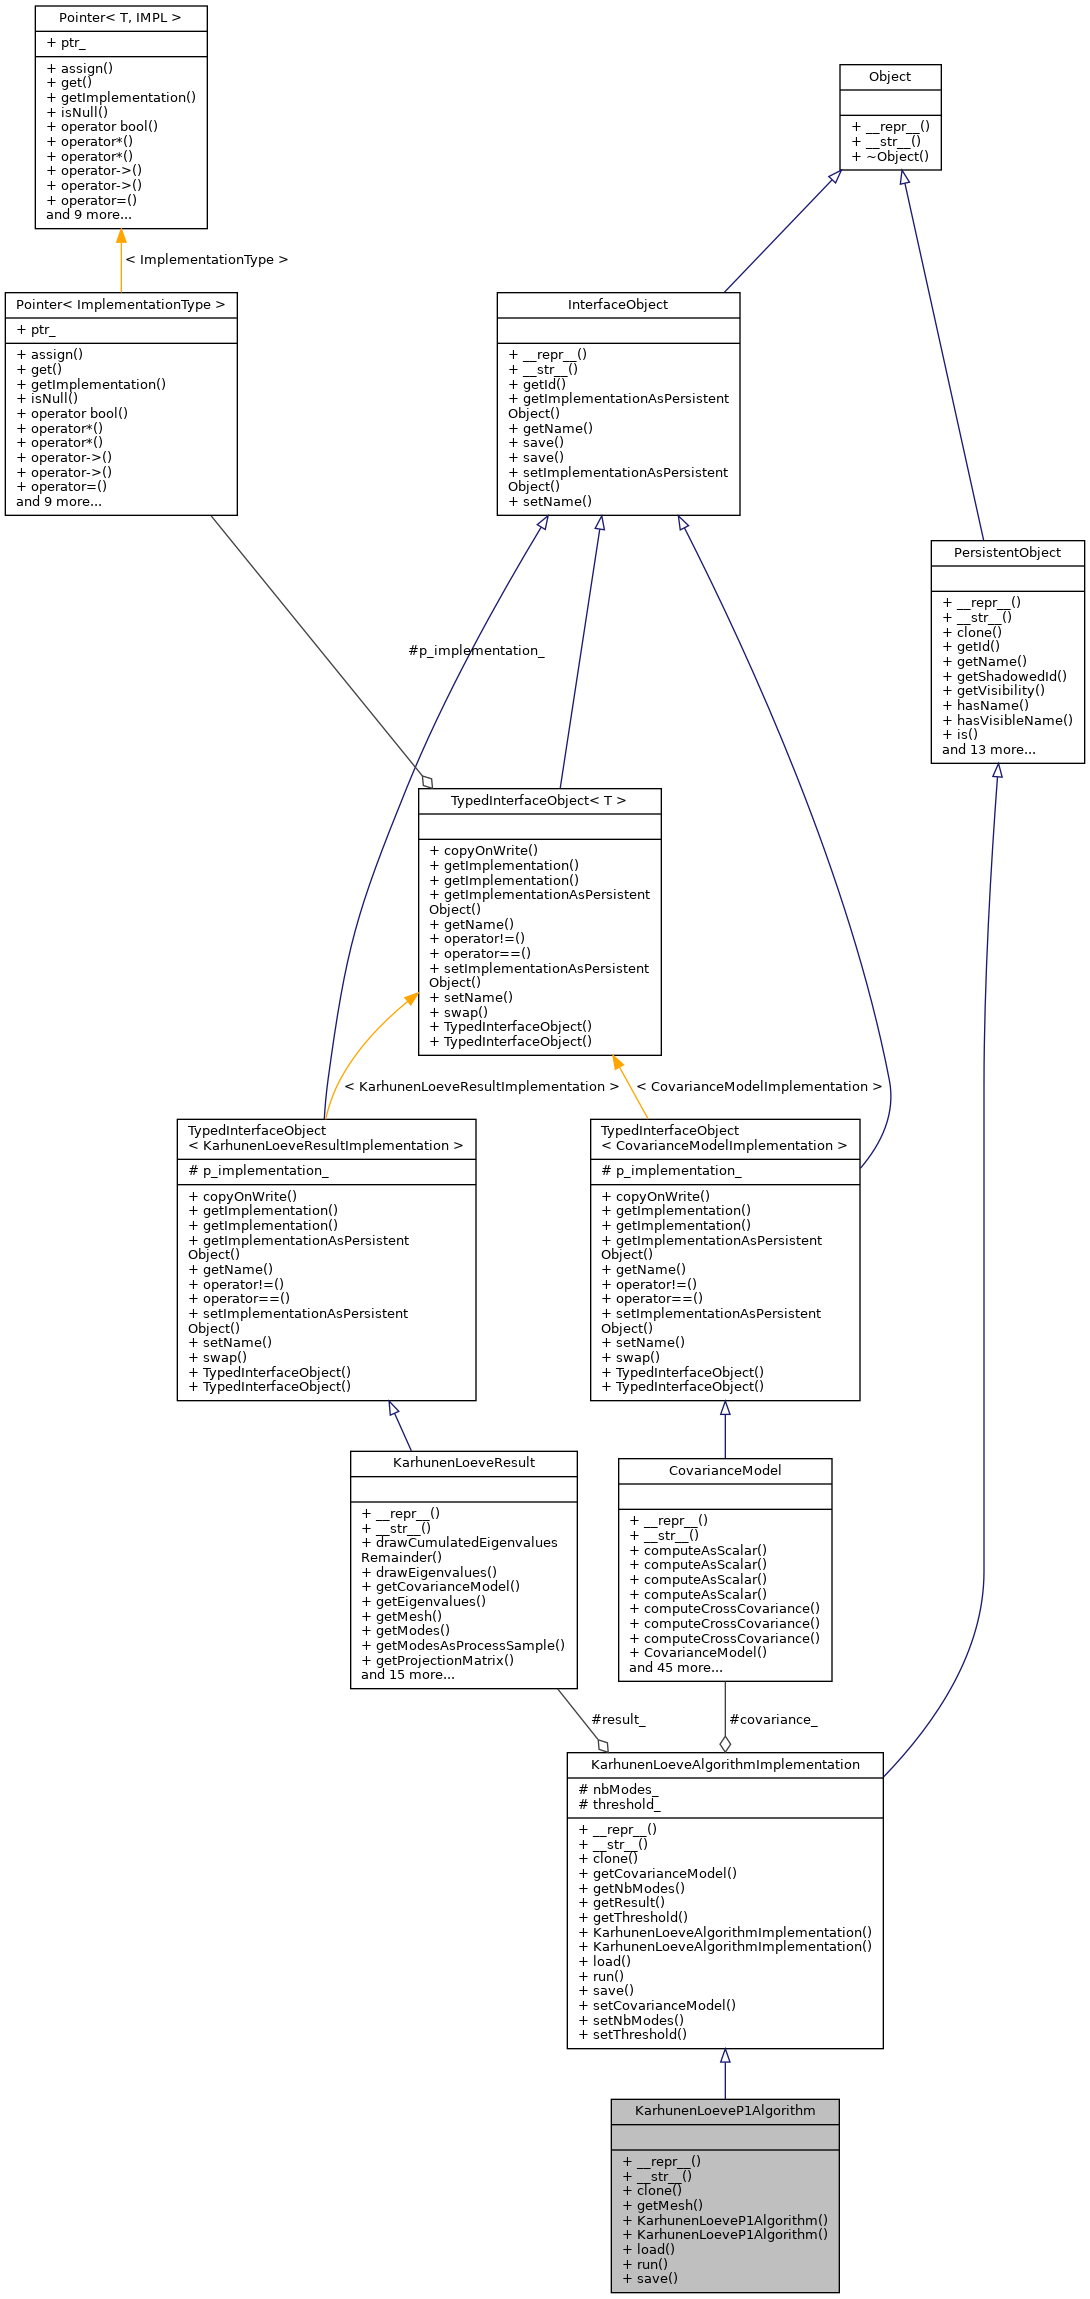 Pointer< T, IMPL >
+ ptr_
+ assign()
+ get()
+ getImplementation()
+ isNull()
+ operator bool()
+ operator*()
+ operator*()
+ operator->()
+ operator->()
+ operator=()
and 9 more...
Object
+ __repr__()
+ __str__()
+ ~Object()
< ImplementationType >
Pointer< ImplementationType >
+ ptr_
+ assign()
+ get()
+ getImplementation()
+ isNull()
+ operator bool()
+ operator*()
+ operator*()
+ operator->()
+ operator->()
+ operator=()
and 9 more...
InterfaceObject
+ __repr__()
+ __str__()
+ getId()
+ getImplementationAsPersistent
Object()
+ getName()
+ save()
+ save()
+ setImplementationAsPersistent
Object()
+ setName()
PersistentObject
+ __repr__()
+ __str__()
+ clone()
+ getId()
+ getName()
+ getShadowedId()
+ getVisibility()
+ hasName()
+ hasVisibleName()
+ is()
and 13 more...
#p_implementation_
TypedInterfaceObject< T >
+ copyOnWrite()
+ getImplementation()
+ getImplementation()
+ getImplementationAsPersistent
Object()
+ getName()
+ operator!=()
+ operator==()
+ setImplementationAsPersistent
Object()
+ setName()
+ swap()
+ TypedInterfaceObject()
+ TypedInterfaceObject()
< KarhunenLoeveResultImplementation >
< CovarianceModelImplementation >
TypedInterfaceObject
< KarhunenLoeveResultImplementation >
# p_implementation_
+ copyOnWrite()
+ getImplementation()
+ getImplementation()
+ getImplementationAsPersistent
Object()
+ getName()
+ operator!=()
+ operator==()
+ setImplementationAsPersistent
Object()
+ setName()
+ swap()
+ TypedInterfaceObject()
+ TypedInterfaceObject()
TypedInterfaceObject
< CovarianceModelImplementation >
# p_implementation_
+ copyOnWrite()
+ getImplementation()
+ getImplementation()
+ getImplementationAsPersistent
Object()
+ getName()
+ operator!=()
+ operator==()
+ setImplementationAsPersistent
Object()
+ setName()
+ swap()
+ TypedInterfaceObject()
+ TypedInterfaceObject()
KarhunenLoeveResult
+ __repr__()
+ __str__()
+ drawCumulatedEigenvalues
Remainder()
+ drawEigenvalues()
+ getCovarianceModel()
+ getEigenvalues()
+ getMesh()
+ getModes()
+ getModesAsProcessSample()
+ getProjectionMatrix()
and 15 more...
CovarianceModel
+ __repr__()
+ __str__()
+ computeAsScalar()
+ computeAsScalar()
+ computeAsScalar()
+ computeAsScalar()
+ computeCrossCovariance()
+ computeCrossCovariance()
+ computeCrossCovariance()
+ CovarianceModel()
and 45 more...
#result_
#covariance_
KarhunenLoeveAlgorithmImplementation
# nbModes_
# threshold_
+ __repr__()
+ __str__()
+ clone()
+ getCovarianceModel()
+ getNbModes()
+ getResult()
+ getThreshold()
+ KarhunenLoeveAlgorithmImplementation()
+ KarhunenLoeveAlgorithmImplementation()
+ load()
+ run()
+ save()
+ setCovarianceModel()
+ setNbModes()
+ setThreshold()
KarhunenLoeveP1Algorithm
+ __repr__()
+ __str__()
+ clone()
+ getMesh()
+ KarhunenLoeveP1Algorithm()
+ KarhunenLoeveP1Algorithm()
+ load()
+ run()
+ save()